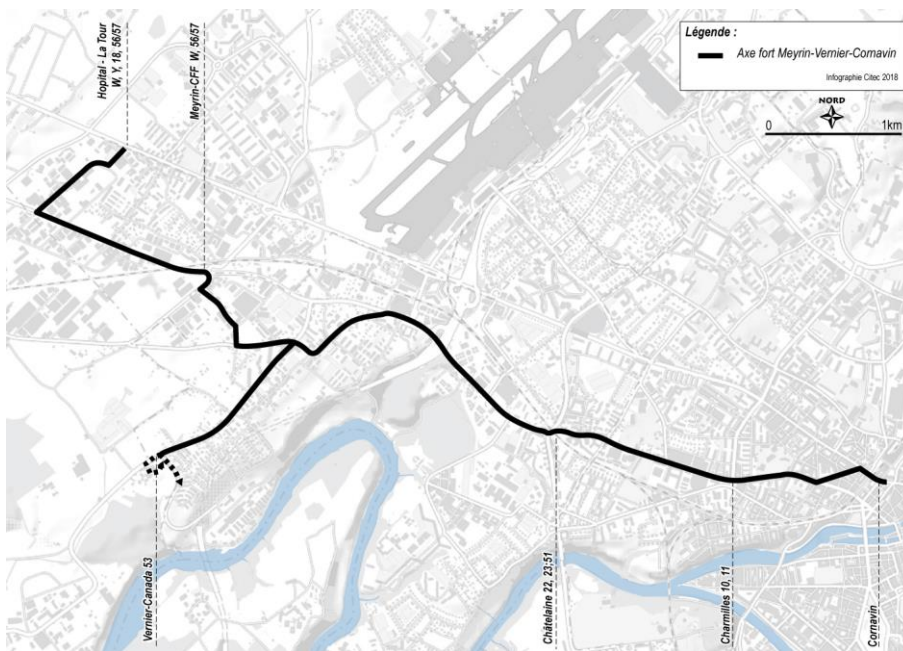 Hopital - La Tour
W, Y, 18, 56/57
Meyrin-CFF W, 56/57
Légende :
Axe fort Meyrin-Vernier-Cornavin
Infographie Citec 2018
NORD
0 1km
Vernier-Canada 53
Châtelaine 22, 23,51
Charmilles 10, 11
Cornavin